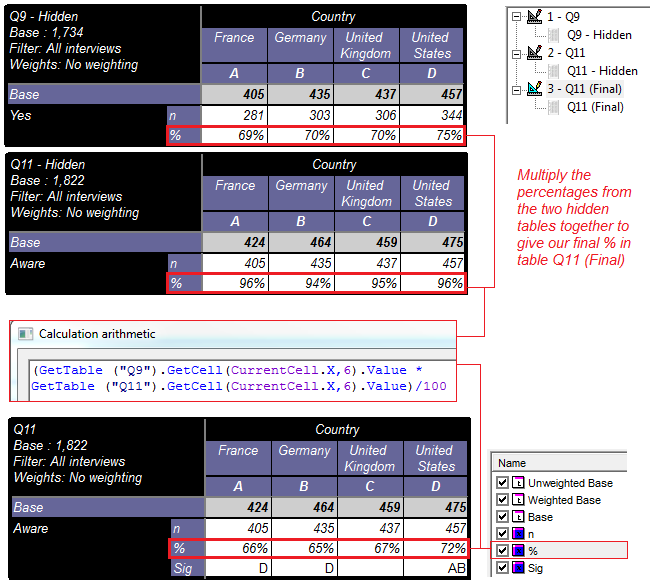 Q9 - Hidden
Base : 1,734
Filter: All interviews
Weights: No weighting
Country
France Germany United Kingdom United States
A B C D
Base 405 435 437 457
Yes n 281 303 306 344
% 69% 70% 70% 75%
Q11 - Hidden
Base : 1,822
Filter: All interviews
Weights: No weighting
Country
France Germany United Kingdom United States
A B C D
Base 424 464 459 475
Aware n 405 435 437 457
% 96% 94% 95% 96%
1 - Q9
Q9 - Hidden
2 - Q11
Q11 - Hidden
3 - Q11 (Final)
Q11 (Final)
Multiply the
percentages from
the two hidden
tables together to
give our final % in
table Q11 (Final)
Calculation arithmetic
(GetTable ("Q9").GetCell(CurrentCell.X,6).Value *
GetTable ("Q11").GetCell(CurrentCell.X,6).Value)/100
Q11
Base : 1,822
Filter: All interviews
Weights: No weighting
Country
France Germany United Kingdom United States
A B C D
Base 424 464 459 475
Aware n 405 435 437 457
% 66% 65% 67% 72%
Sig D D AB
Name
Unweighted Base
Weighted Base
Base
n
%
Sig